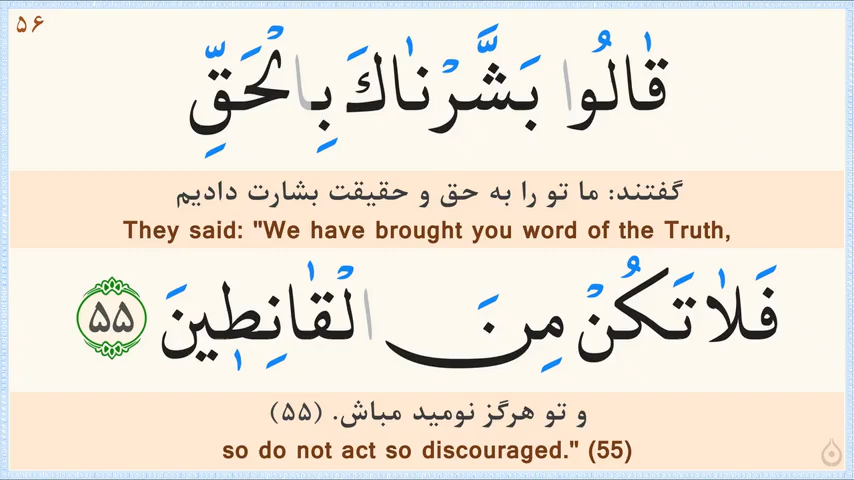 ۵۶
قَالُوا بَشَّرْنَاكَ بِالْحَقِّ
گفتند: ما تو را به حق و حقیقت بشارت دادیم
They said: "We have brought you word of the Truth,
فَلَا تَكُنْ مِنَ الْقَانِطِينَ ۵۵
و تو هرگز نومید مباش. (۵۵)
so do not act so discouraged." (55)